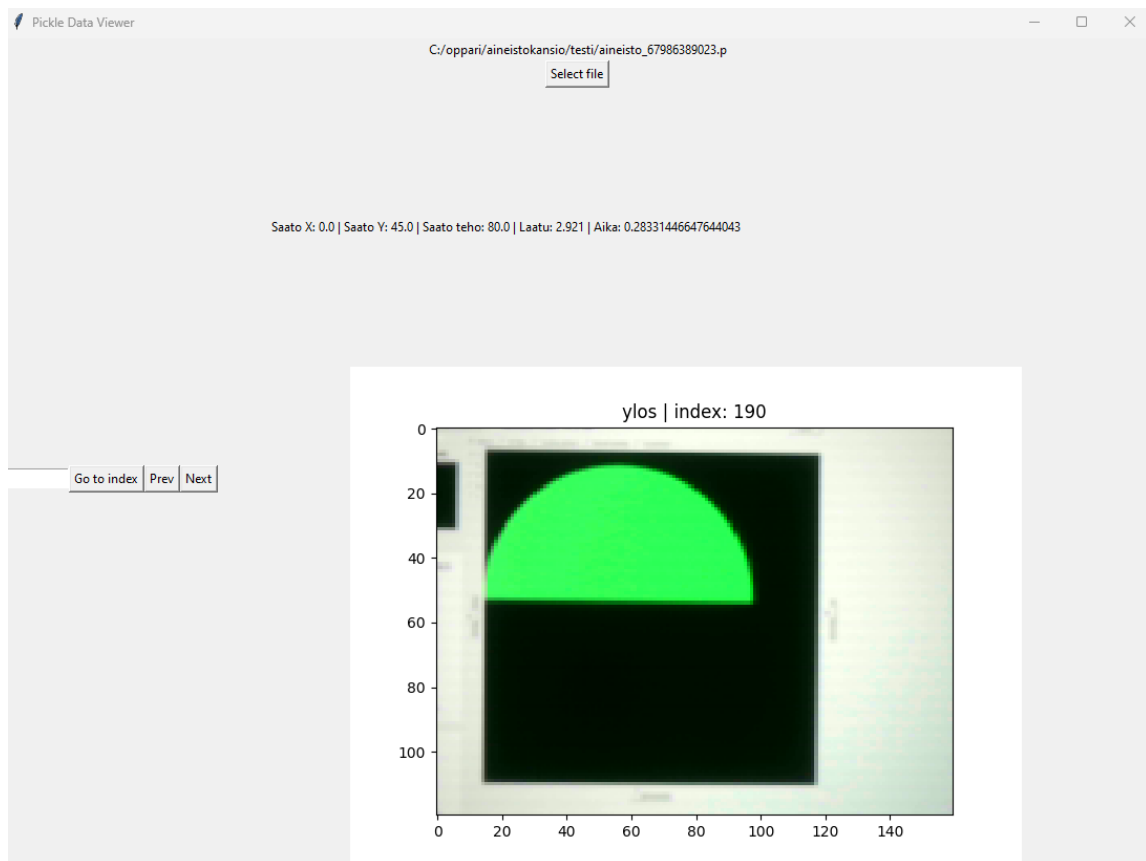 Pickle Data Viewer
C:/oppari/aineistokansio/testi/aineisto_67986389023.p
Select file
Saato X: 0.0 | Saato Y: 45.0 | Saato teho: 80.0 | Laatu: 2.921 | Aika: 0.28331446647644043
Go to index Prev Next
ylos | index: 190
0
20
40
60
80
100
0 20 40 60 80 100 120 140